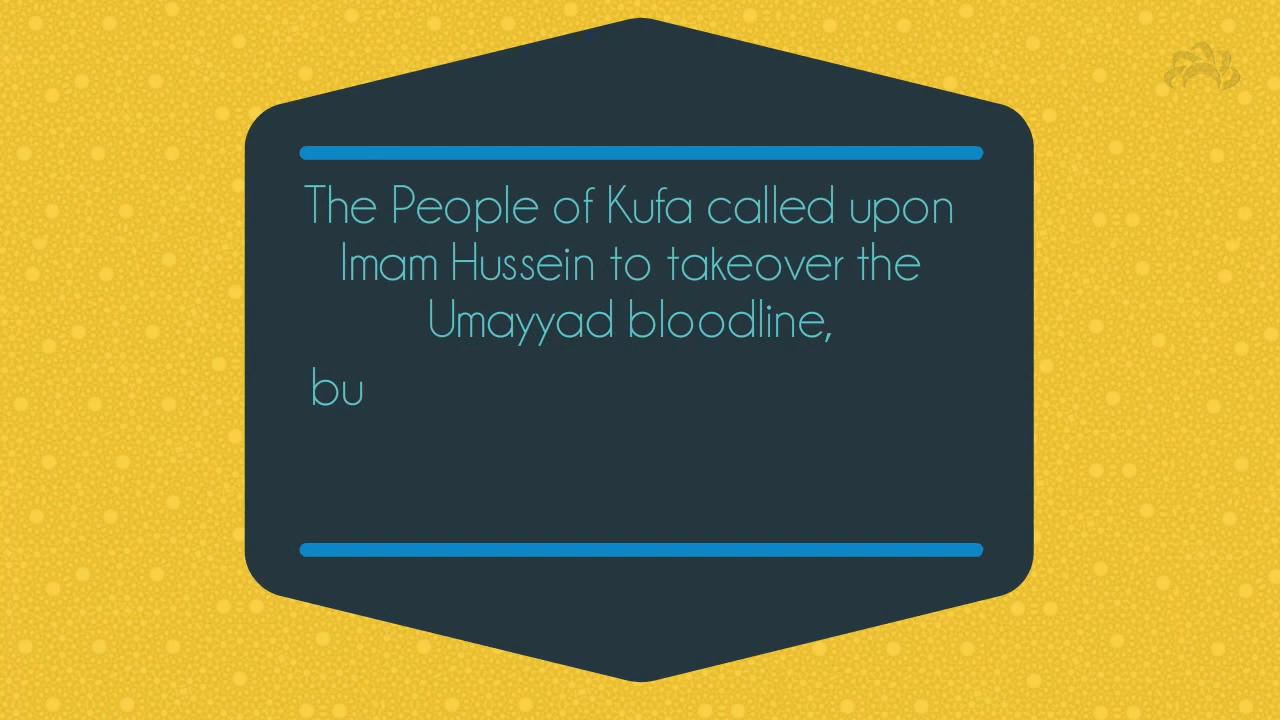 The People of Kufa called upon
Imam Hussein to takeover the
Umayyad bloodline,
bu